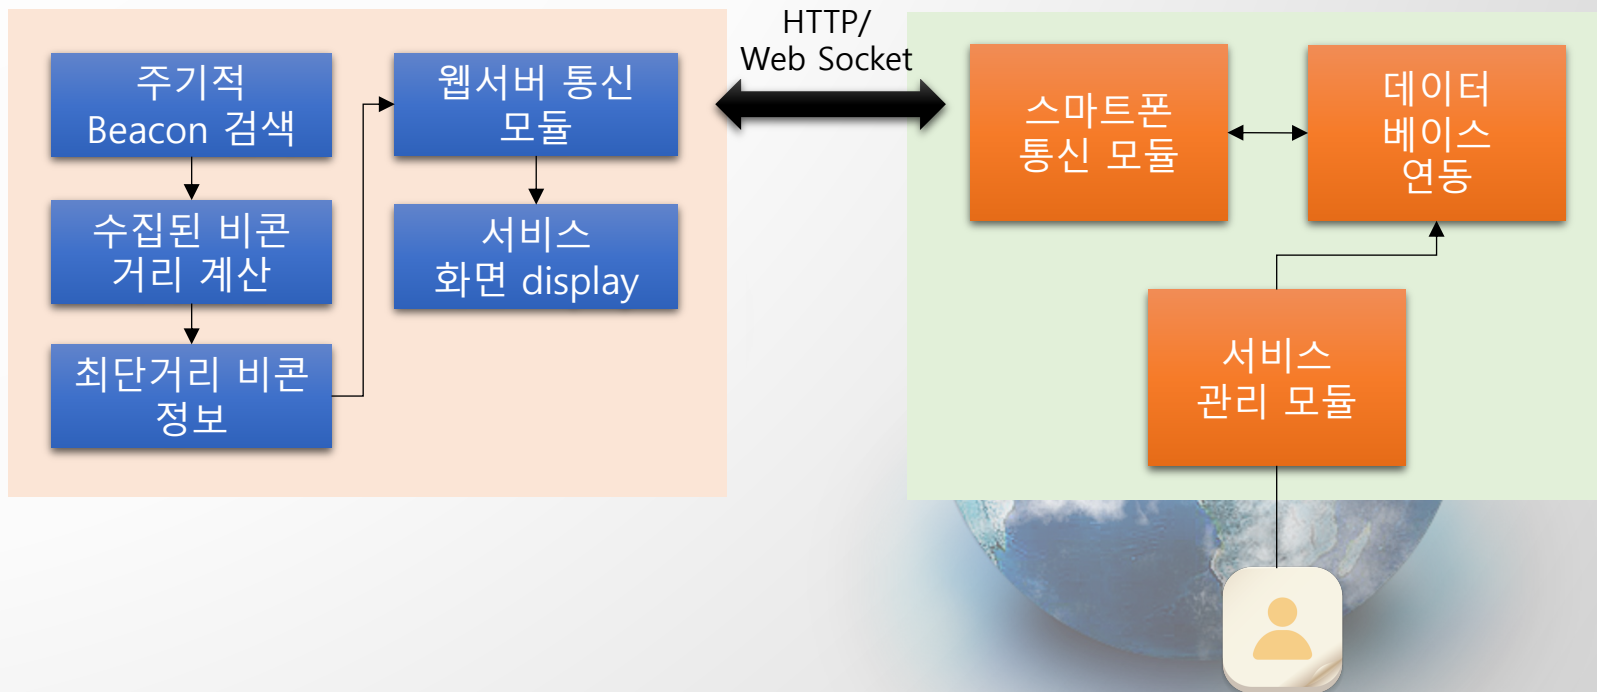 주기적
Beacon 검색
수집된 비콘
거리 계산
최단거리 비콘
정보
웹서버 통신
모듈
서비스
화면 display
HTTP/
Web Socket
스마트폰
통신 모듈
데이터
베이스
연동
서비스
관리 모듈